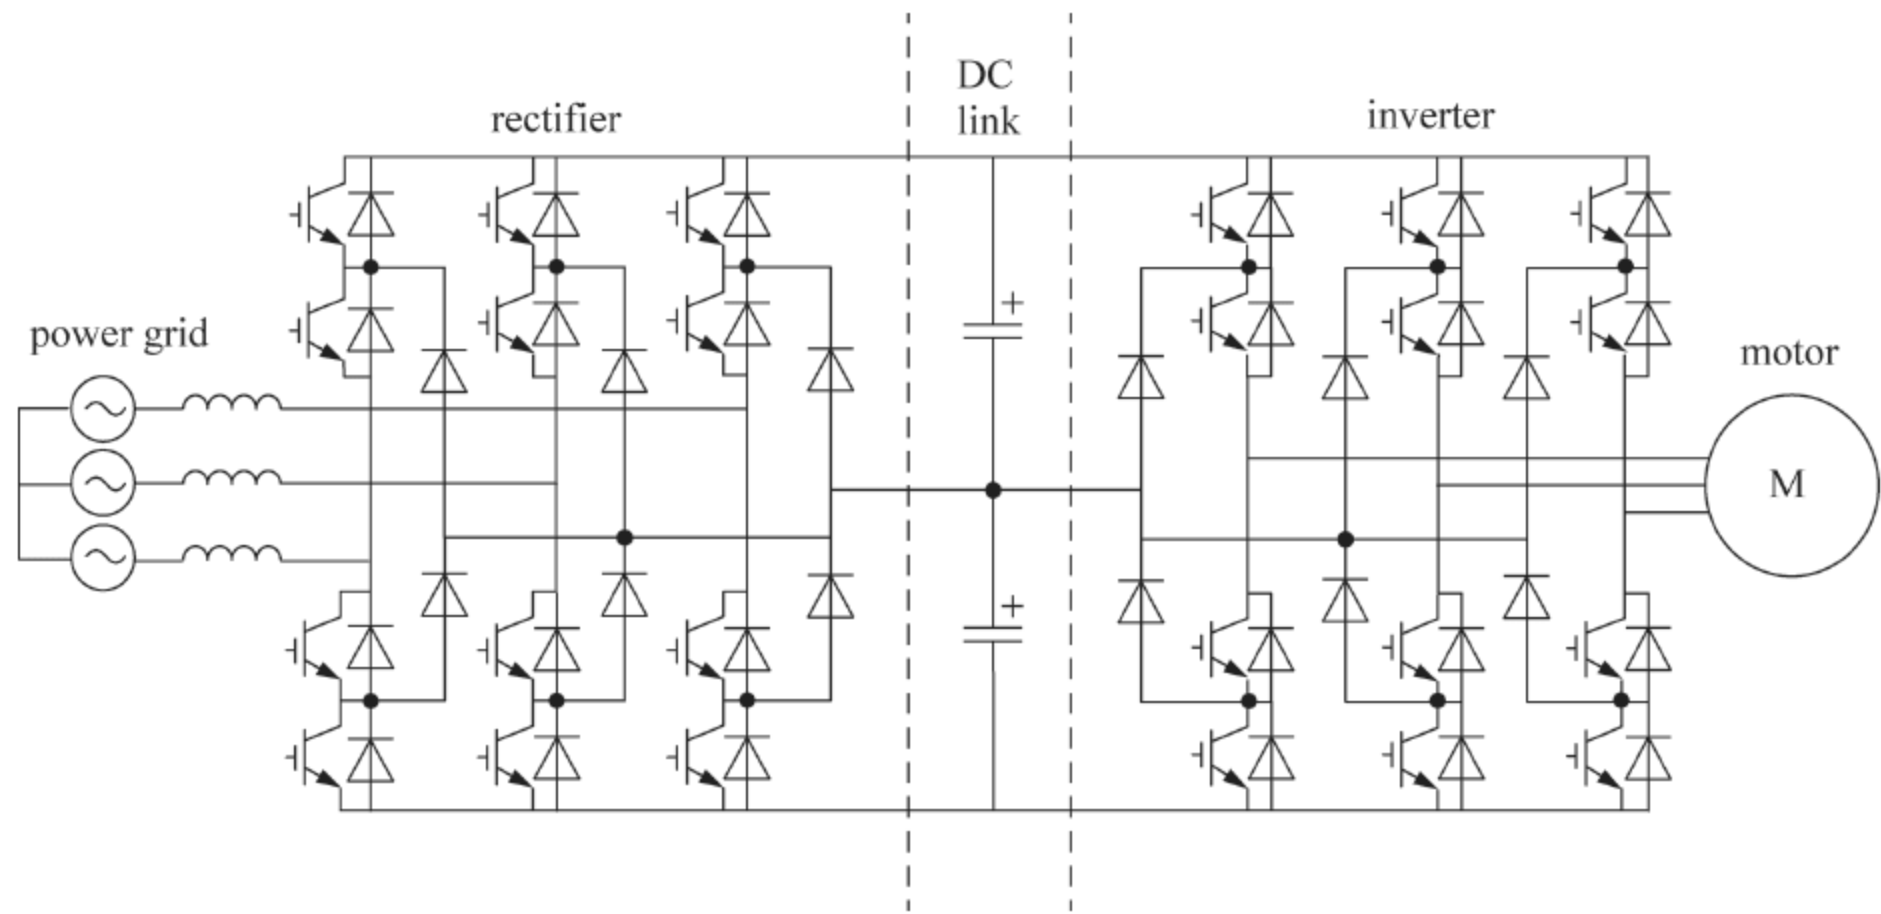 DC
link
rectifier
inverter
power grid
motor
+
+
M